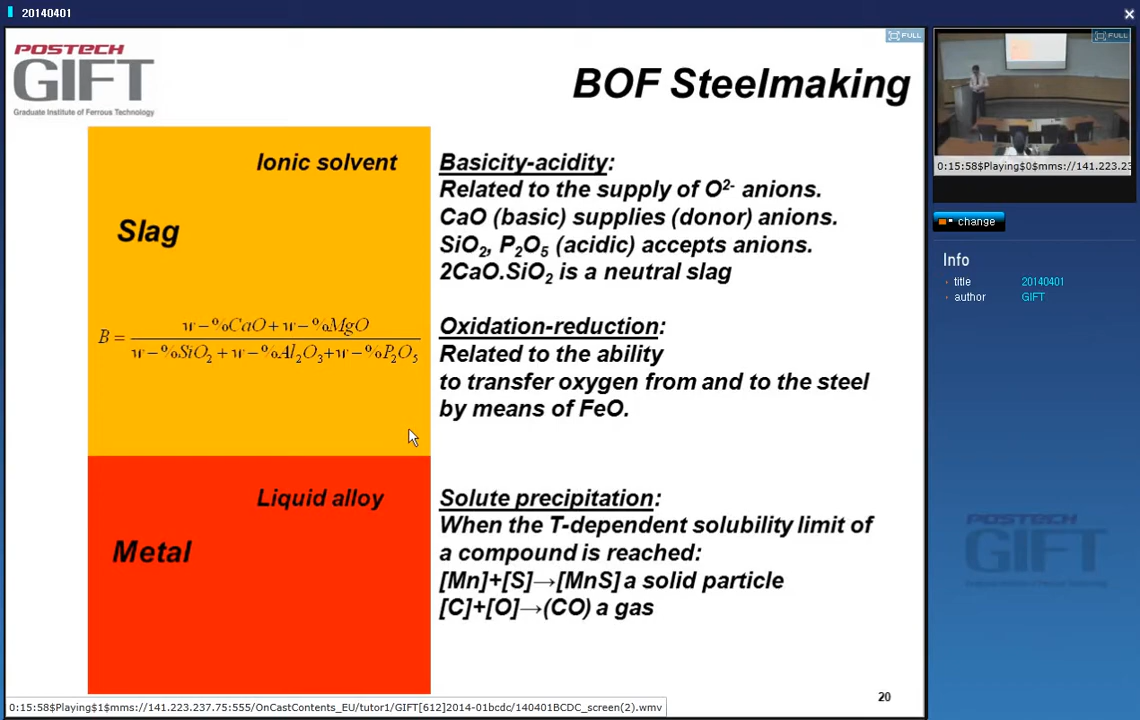 20140401
FULL
POSTECH
GIFT
Graduate Institute of Ferrous Technology
BOF Steelmaking
Ionic solvent
Slag
B = w-%CaO+w-%MgO
w-%SiO2+w-%Al2O3+w-%P2O5
Basicity-acidity:
Related to the supply of O2- anions.
CaO (basic) supplies (donor) anions.
SiO2, P2O5 (acidic) accepts anions.
2CaO.SiO2 is a neutral slag
Oxidation-reduction:
Related to the ability
to transfer oxygen from and to the steel
by means of FeO.
Liquid alloy
Metal
Solute precipitation:
When the T-dependent solubility limit of
a compound is reached:
[Mn]+[S]→[MnS] a solid particle
[C]+[O]→(CO) a gas
20
0:15:58$Playing$1$mms://141.223.237.75:555/OnCastContents_EU/tutor1/GIFT[612]2014-01bcdc/140401BCDC_screen(2).wmv
FULL
0:15:58$Playing$0$mms://141.223.23
change
Info
title 20140401
author GIFT
POSTECH
GIFT